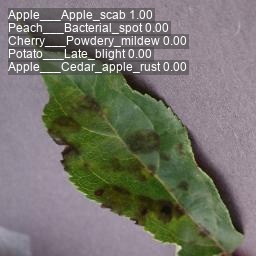 Apple___Apple_scab 1.00
Peach___Bacterial_spot 0.00
Cherry___Powdery_mildew 0.00
Potato___Late_blight 0.00
Apple___Cedar_apple_rust 0.00